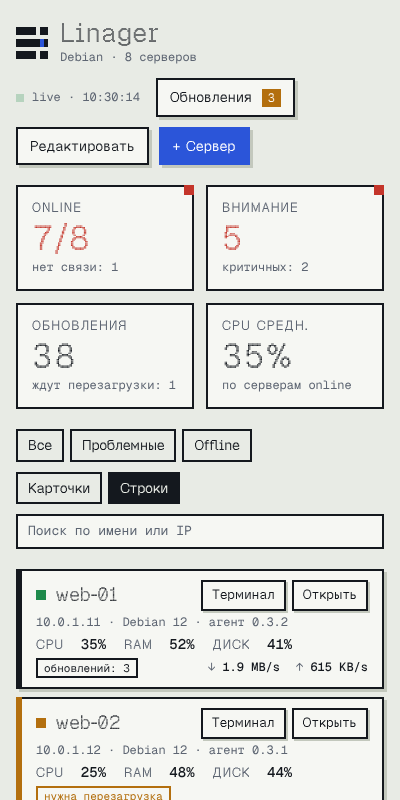 Linager
Debian · 8 серверов
live · 10:30:14
Обновления 3
Редактировать
+ Сервер
ONLINE
7/8
нет связи: 1
ВНИМАНИЕ
5
критичных: 2
ОБНОВЛЕНИЯ
38
ждут перезагрузки: 1
CPU СРЕДН.
35%
по серверам online
Все
Проблемные
Offline
Карточки
Строки
Поиск по имени или IP
web-01
Терминал
Открыть
10.0.1.11 · Debian 12 · агент 0.3.2
CPU 35% RAM 52% ДИСК 41%
обновлений: 3
↓ 1.9 MB/s ↑ 615 KB/s
web-02
Терминал
Открыть
10.0.1.12 · Debian 12 · агент 0.3.1
CPU 25% RAM 48% ДИСК 44%
нужна перезагрузка